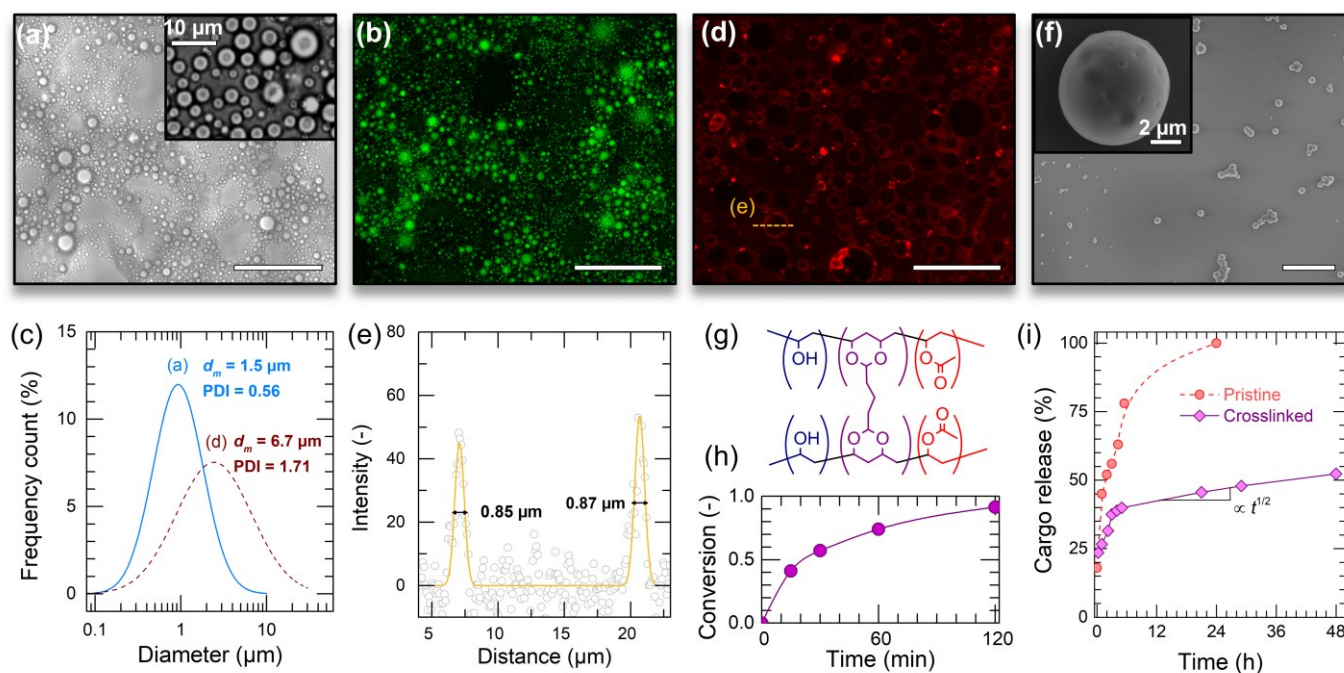 (a)
10 µm
(b)
(d)
(e)
(f)
2 µm
(c)
Frequency count (%)
15
10
5
0
0.1
1
10
Diameter (µm)
(a)
dₘ = 1.5 µm
PDI = 0.56
(d)
dₘ = 6.7 µm
PDI = 1.71
(e)
Intensity (-)
80
60
40
20
0
5
10
15
20
Distance (µm)
0.85 µm
0.87 µm
(g)
OH
O
O
O
O
OH
O
O
O
O
(h)
Conversion (-)
1.0
0.5
0.0
0
60
120
Time (min)
(i)
Cargo release (%)
100
75
50
25
0
0
12
24
36
48
Time (h)
Pristine
Crosslinked
∝ t^1/2